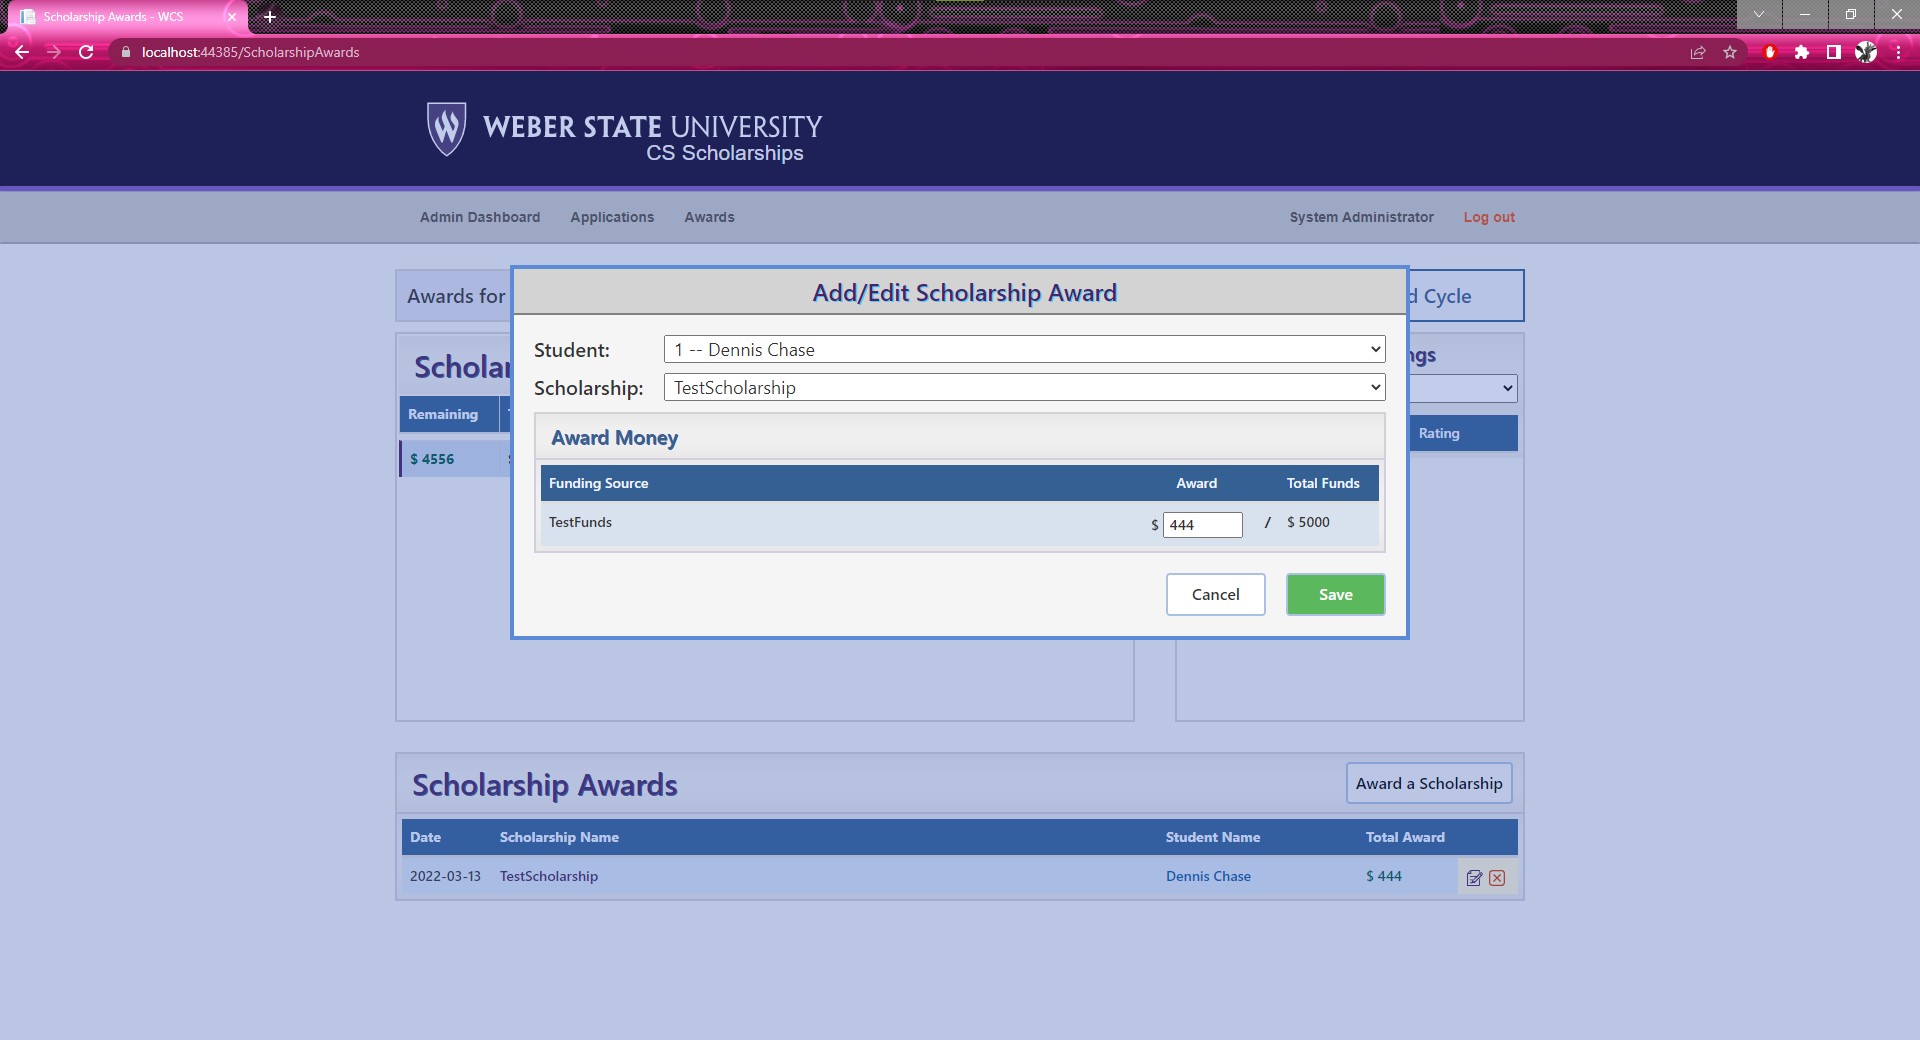 Scholarship Awards - WCS
localhost:44385/ScholarshipAwards
WEBER STATE UNIVERSITY
CS Scholarships
Admin Dashboard Applications Awards System Administrator Log out
Awards for
Cycle
Add/Edit Scholarship Award
Student: 1 -- Dennis Chase
Scholarship: TestScholarship
Remaining
$ 4556
Rating
Award Money
Funding Source Award Total Funds
TestFunds $ 444 / $ 5000
Cancel Save
Scholarship Awards Award a Scholarship
Date Scholarship Name Student Name Total Award
2022-03-13 TestScholarship Dennis Chase $ 444